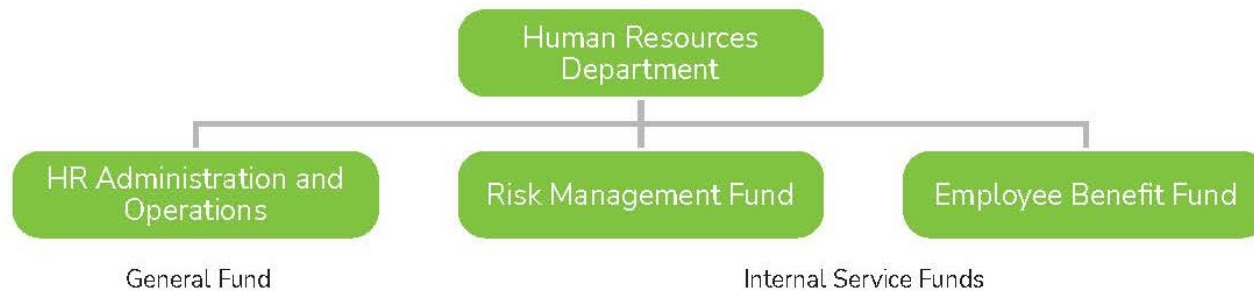 Human Resources
Department
HR Administration and
Operations
Risk Management Fund
Employee Benefit Fund
General Fund
Internal Service Funds